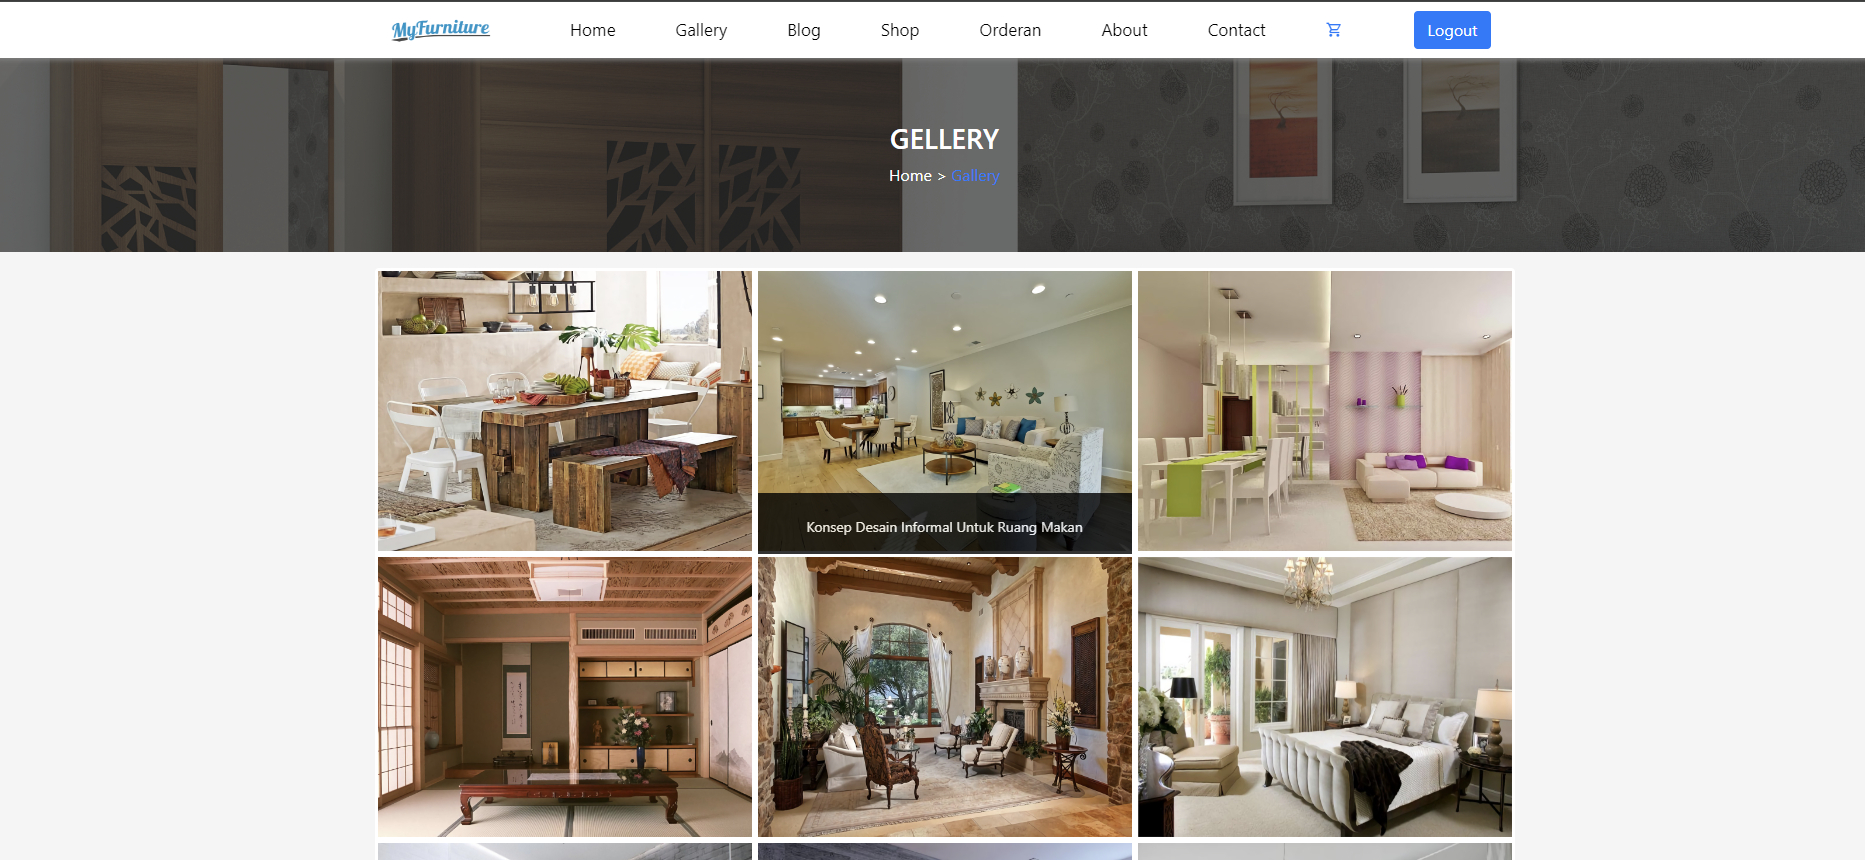 MyFurniture
Home
Gallery
Blog
Shop
Orderan
About
Contact
Logout
GELLERY
Home > Gallery
Konsep Desain Informal Untuk Ruang Makan